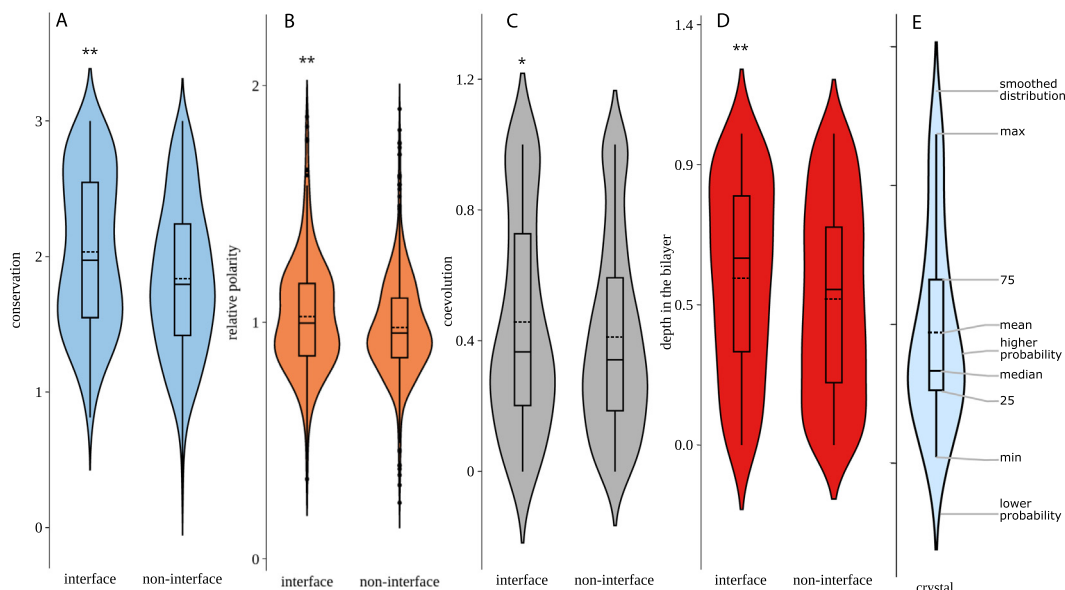 A
**
3
2
1
0
conservation
interface
non-interface
B
**
2
1
0
relative polarity
interface
non-interface
C
*
1.2
0.8
0.4
0
coevolution
interface
non-interface
D
**
1.4
0.9
0.5
0.0
depth in the bilayer
interface
non-interface
E
smoothed
distribution
max
75
mean
higher
probability
median
25
min
lower
probability
crystal